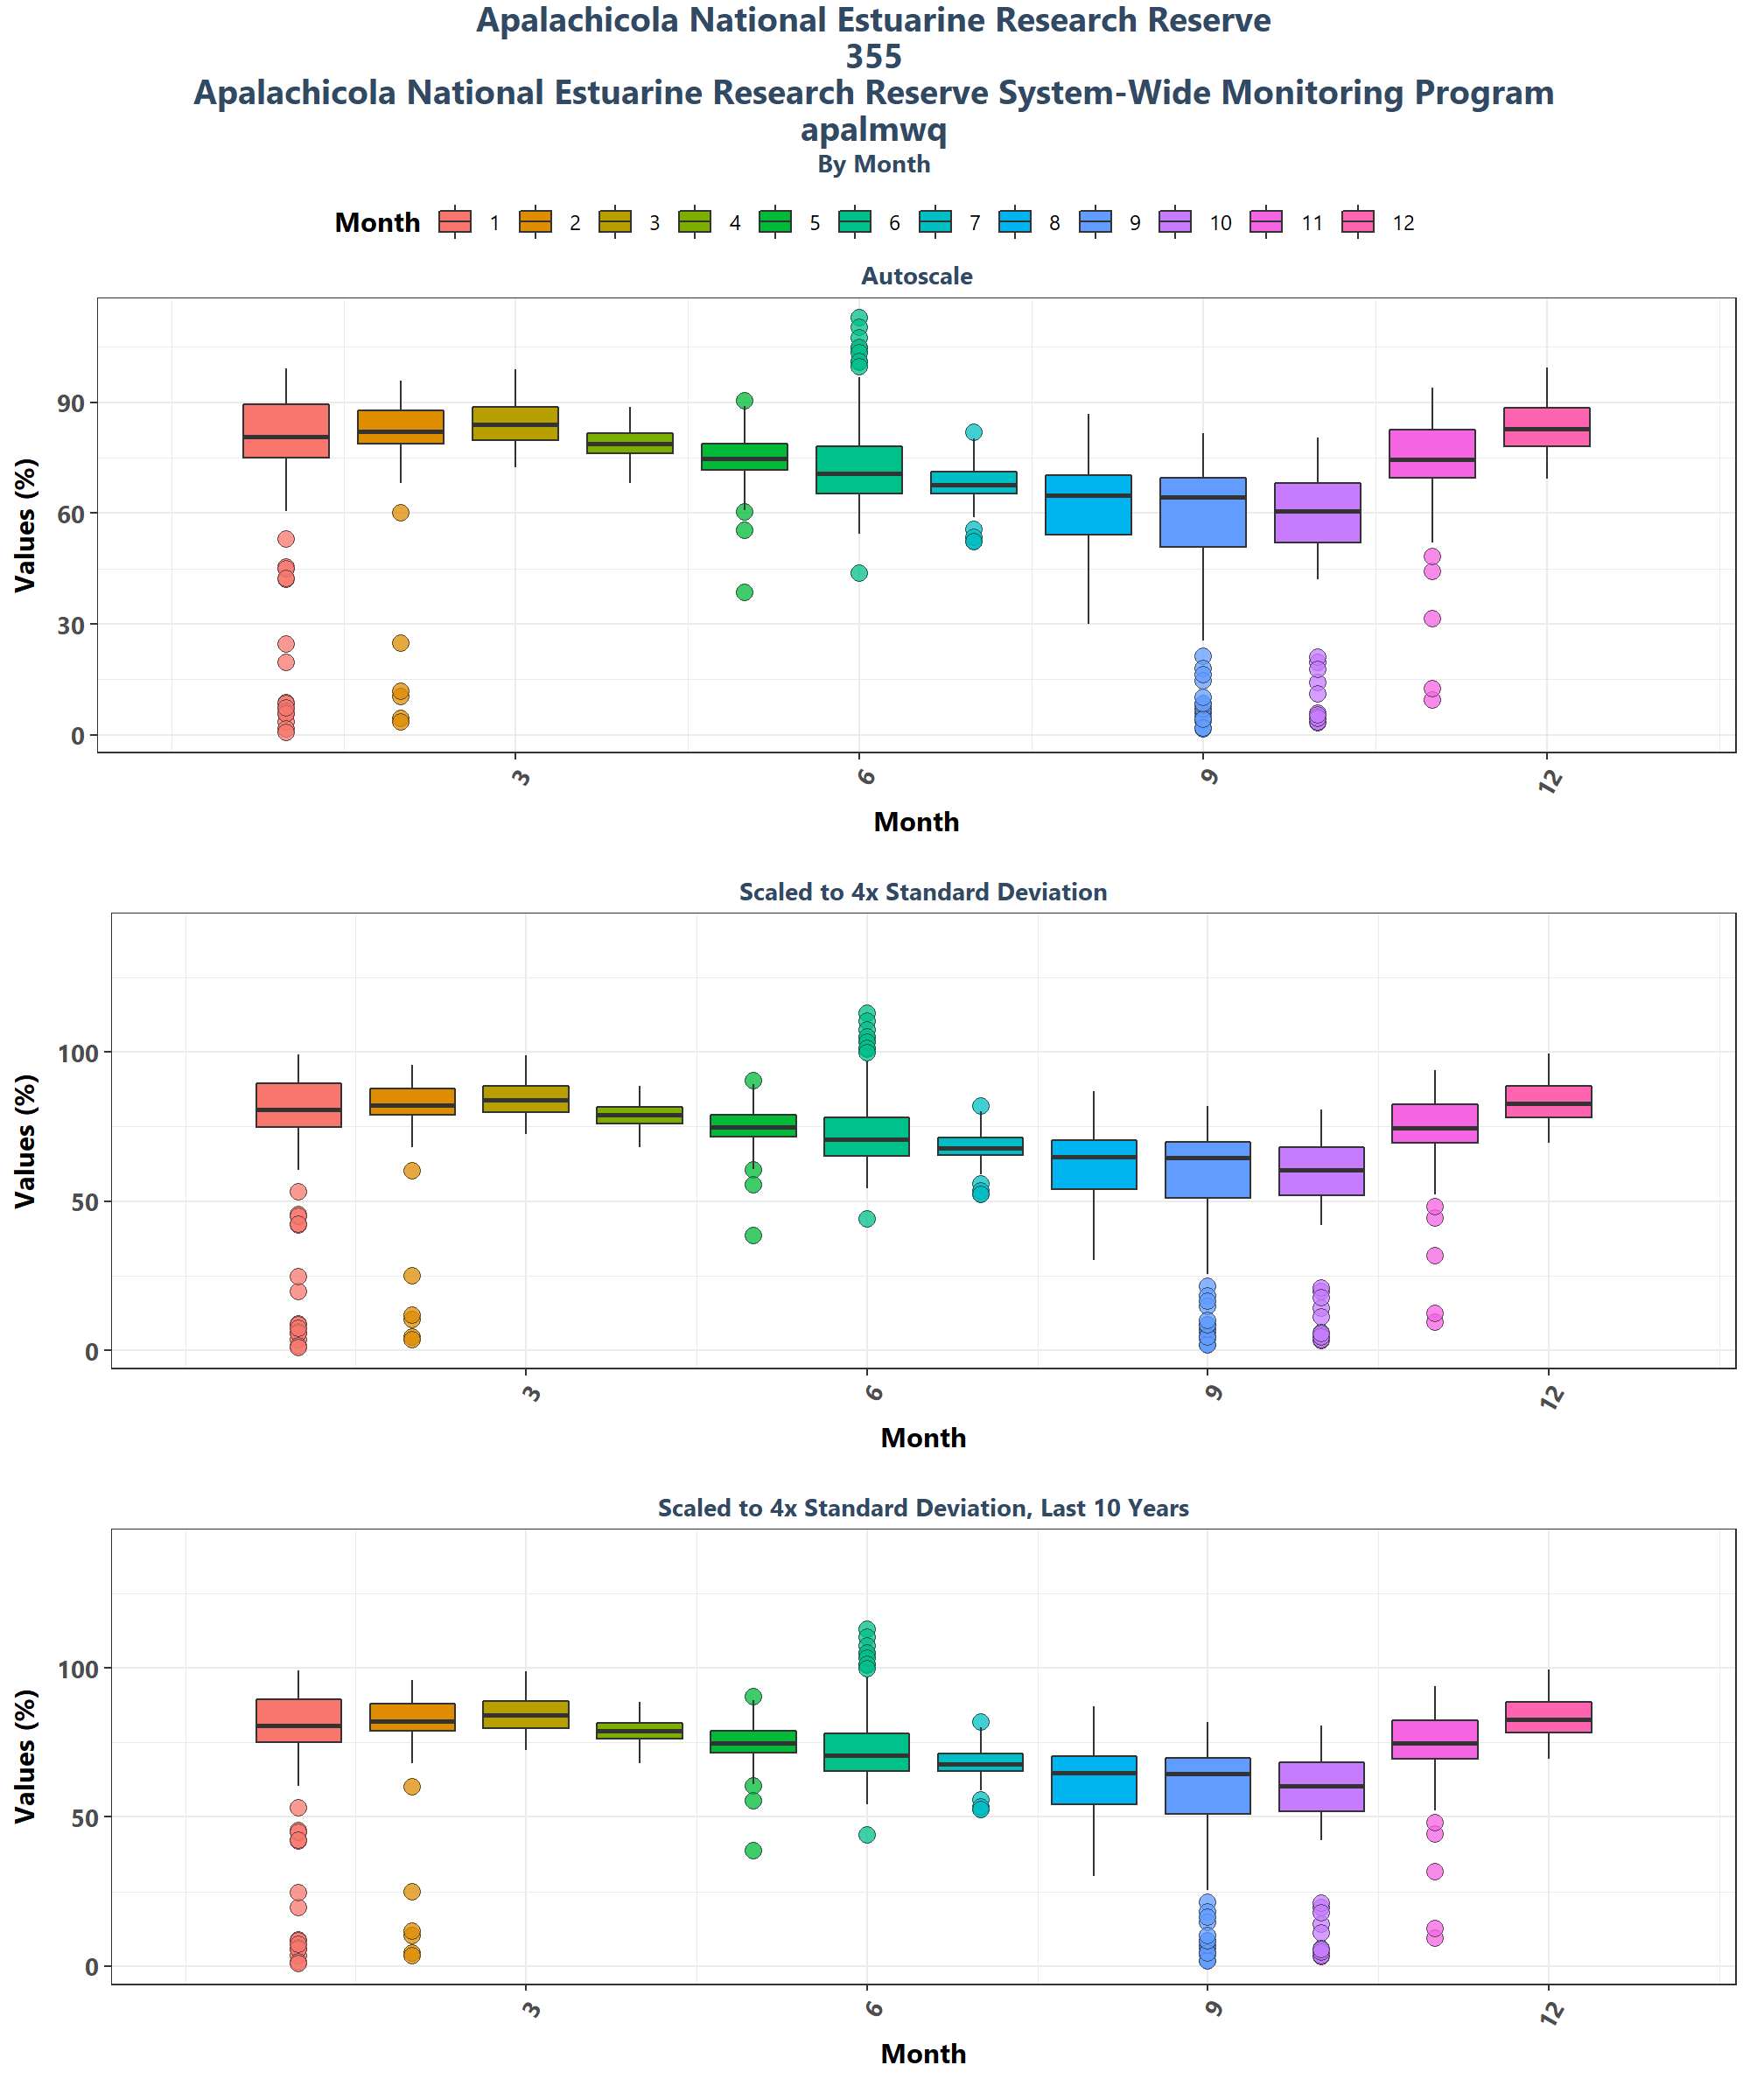 Apalachicola National Estuarine Research Reserve
355
Apalachicola National Estuarine Research Reserve System-Wide Monitoring Program
apalmwq
By Month
Month 1 2 3 4 5 6 7 8 9 10 11 12
Autoscale
Values (%)
90
60
30
0
3 6 9 12
Month
Scaled to 4x Standard Deviation
Values (%)
100
50
0
3 6 9 12
Month
Scaled to 4x Standard Deviation, Last 10 Years
Values (%)
100
50
0
3 6 9 12
Month